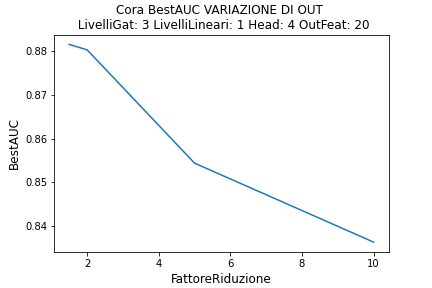 Cora BestAUC VARIAZIONE DI OUT
LivelliGat: 3 LivelliLineari: 1 Head: 4 OutFeat: 20
0.88
0.87
0.86
0.85
0.84
BestAUC
2 4 6 8 10
FattoreRiduzione